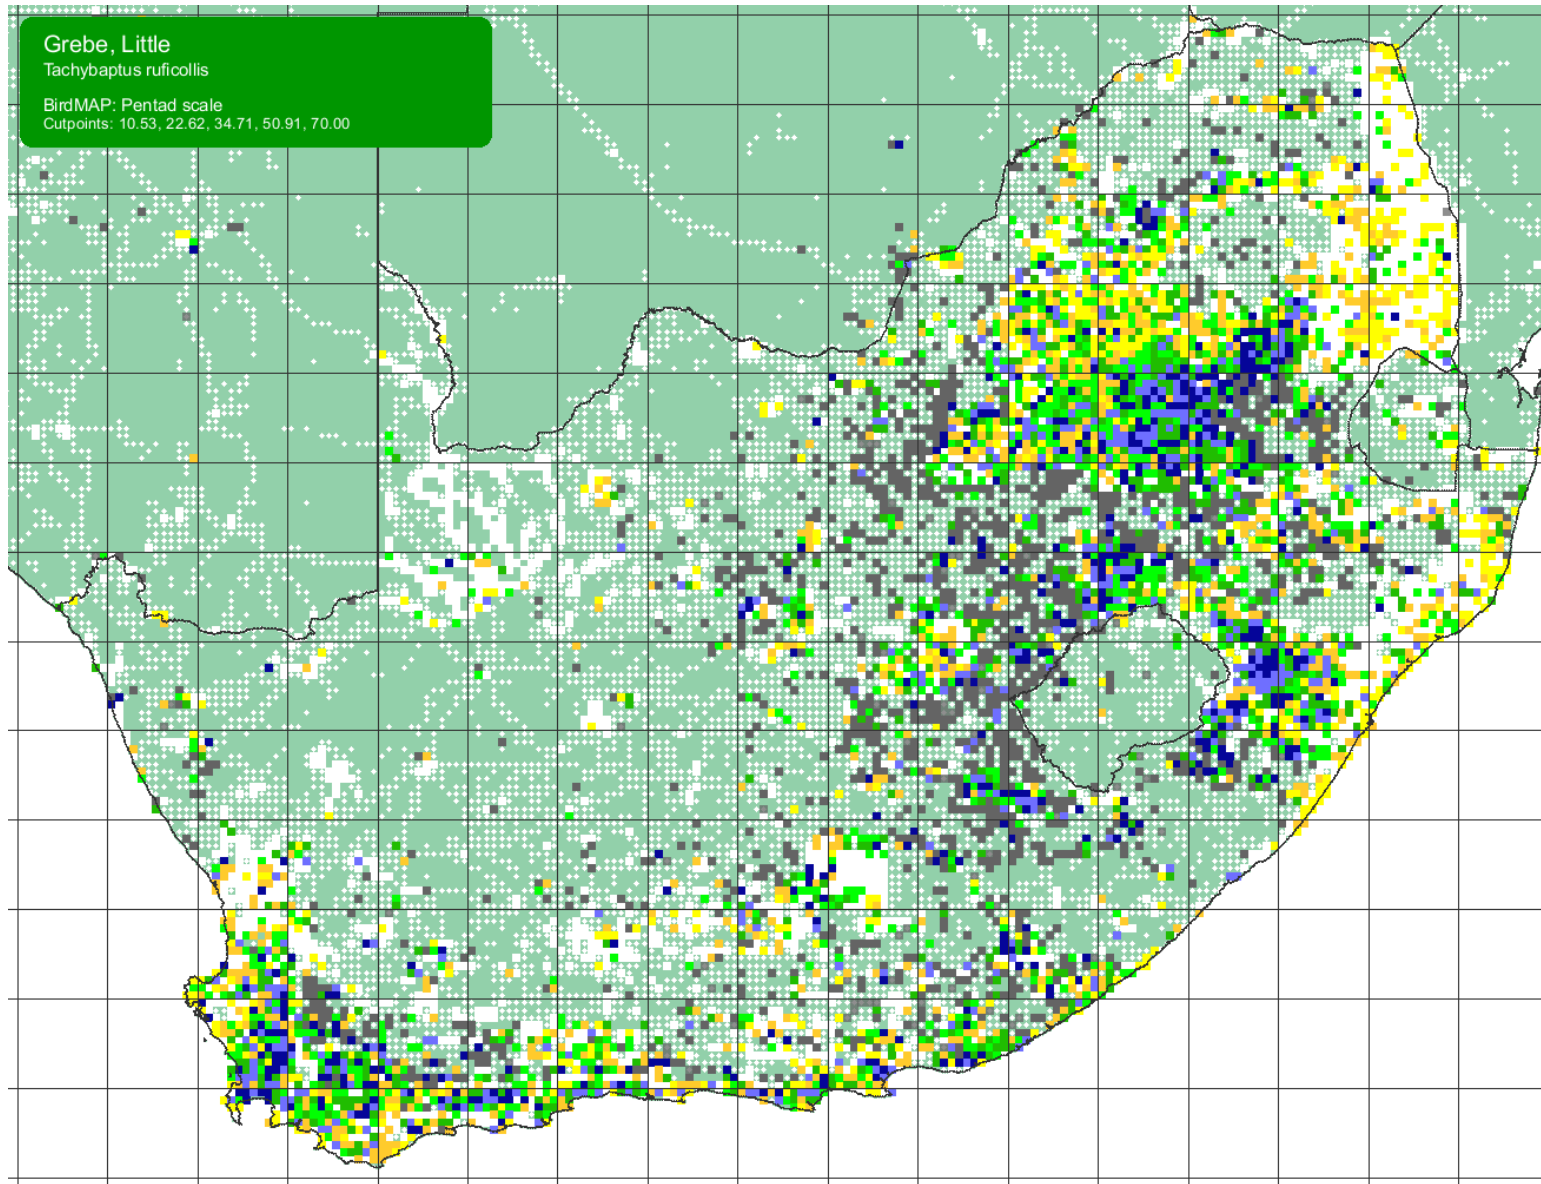 Grebe, Little
Tachybaptus ruficollis
BirdMAP: Pentad scale
Cutpoints: 10.53, 22.62, 34.71, 50.91, 70.00